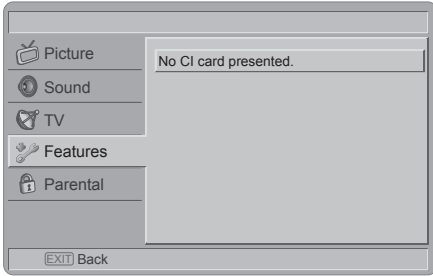 Picture
No CI card presented.
Sound
TV
Features
Parental
EXIT Back